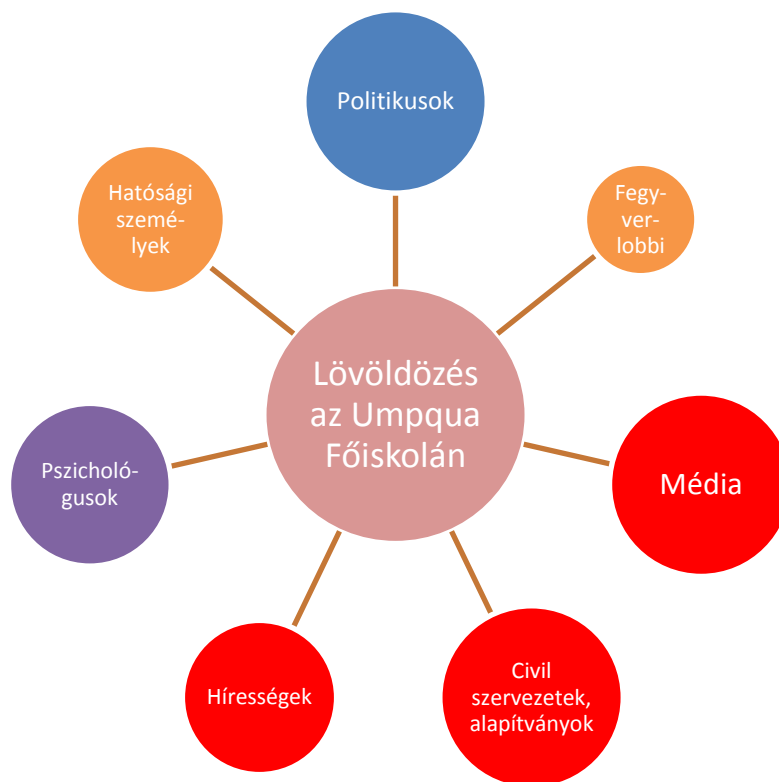 Politikusok
Hatósági
szemé-
lyek
Fegy-
ver-
lobbi
Lövöldözés
az Umpqua
Főiskolán
Pszicholó-
gusok
Média
Hírességek
Civil
szervezetek,
alapítványok